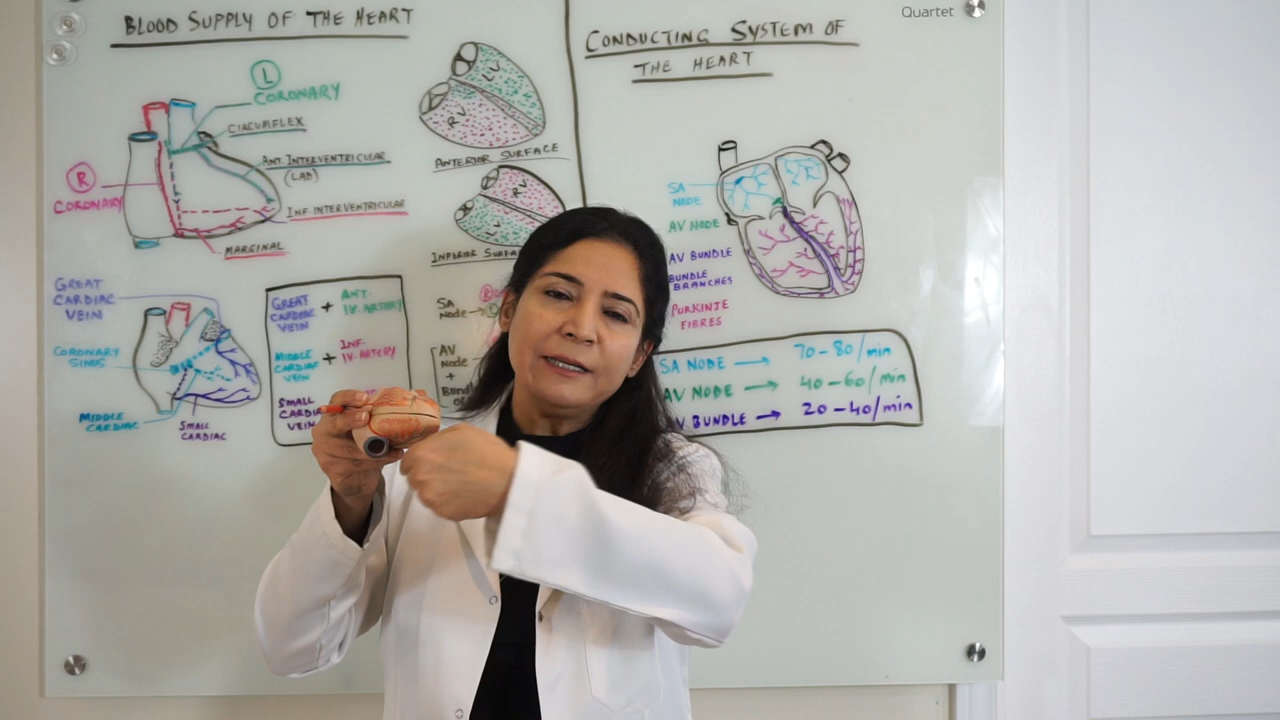 BLOOD SUPPLY OF THE HEART
L
CORONARY
CIRCUMFLEX
ANT. INTERVENTRICULAR
(LAD)
R
CORONARY
INF. INTERVENTRICULAR
MARGINAL
LV
RV
ANTERIOR SURFACE
RV
LV
INFERIOR SURFA
GREAT
CARDIAC
VEIN
CORONARY
SINUS
MIDDLE
CARDIAC
SMALL
CARDIAC
GREAT
CARDIAC
VEIN
+
ANT.
IV. ARTERY
MIDDLE
CARDIAC
VEIN
+
INF.
IV. ARTERY
SMALL
CARDIA
VEIN
SA
Node →
R
L
AV
Node
+
Quartet
CONDUCTING SYSTEM OF
THE HEART
SA
NODE
AV NODE
AV BUNDLE
BUNDLE
BRANCHES
PURKINJE
FIBRES
SA NODE → 70-80/min
AV NODE → 40-60/min
V BUNDLE → 20-40/min